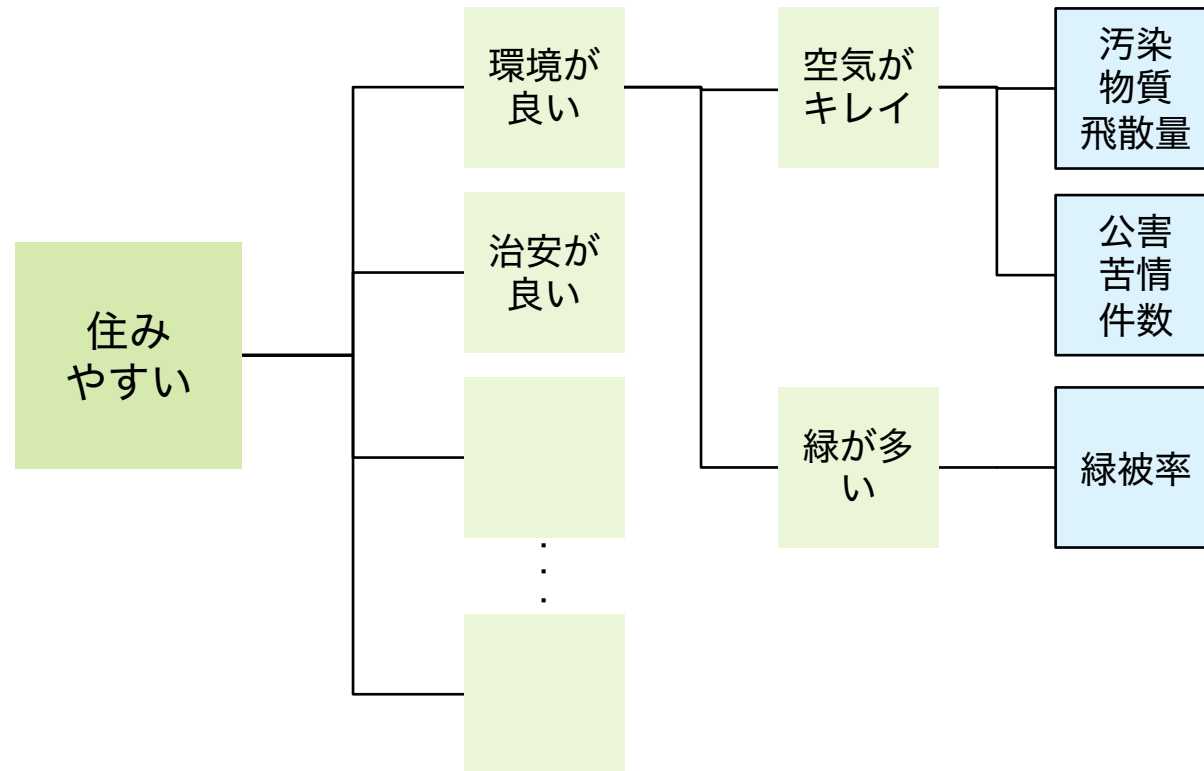 環境が
良い
空気が
キレイ
汚染
物質
飛散量
治安が
良い
公害
苦情
件数
住み
やすい
緑が多
い
緑被率